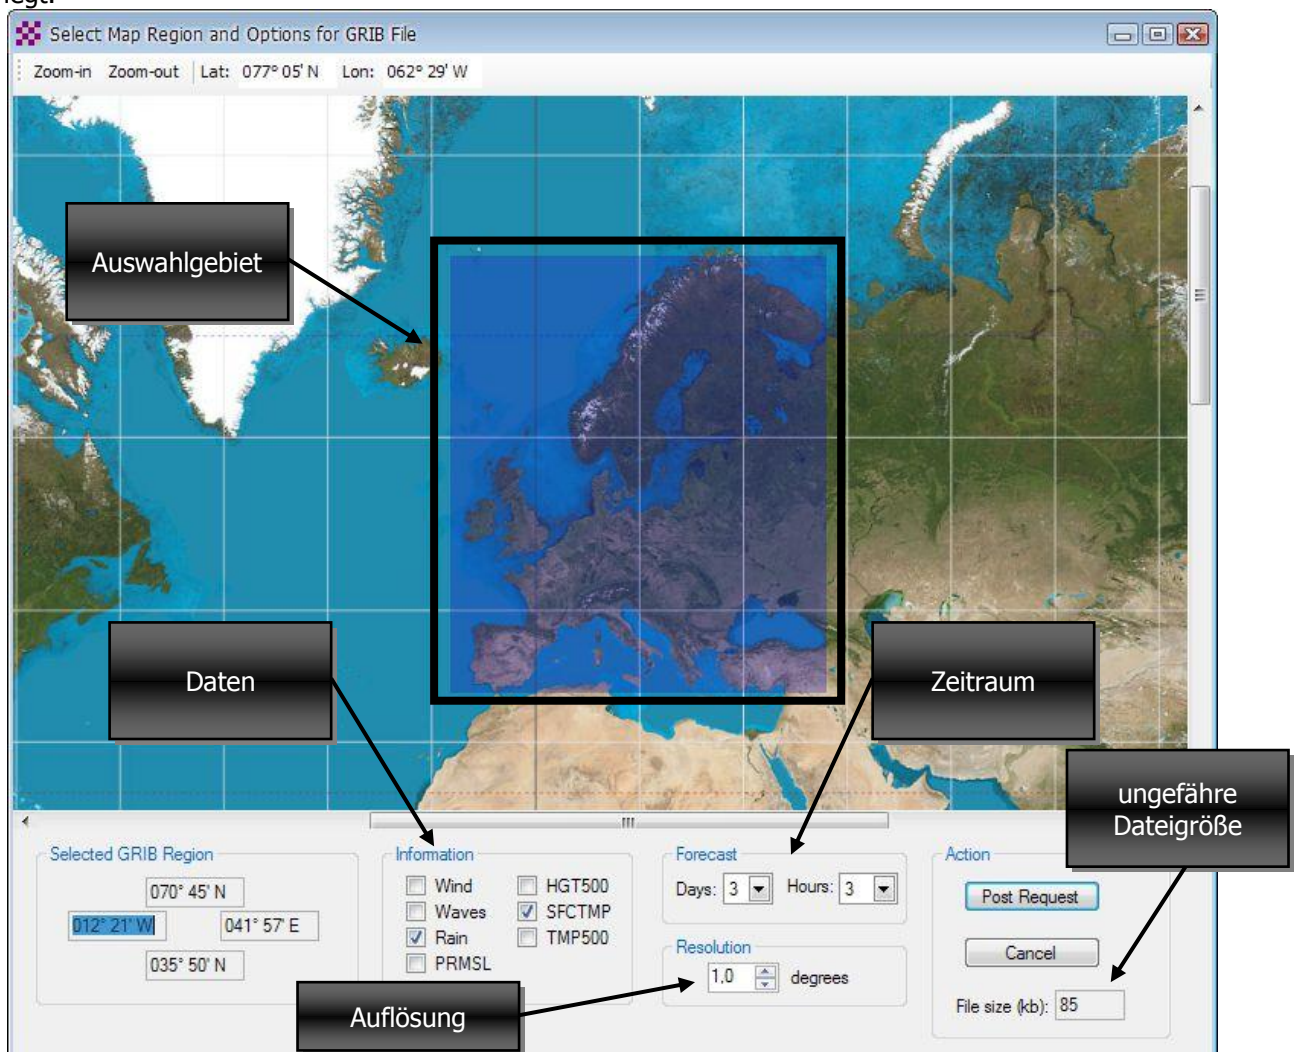 legt.
Select Map Region and Options for GRIB File
Zoom-in Zoom-out Lat: 077° 05' N Lon: 062° 29' W
Auswahlgebiet
Daten
Zeitraum
ungefähre
Dateigröße
Selected GRIB Region
070° 45' N
012° 21' W 041° 57' E
035° 50' N
Information
Wind HGT500
Waves SFCTMP
Rain TMP500
PRMSL
Forecast
Days: 3 Hours: 3
Resolution
1,0 degrees
Auflösung
Action
Post Request
Cancel
File size (kb): 85